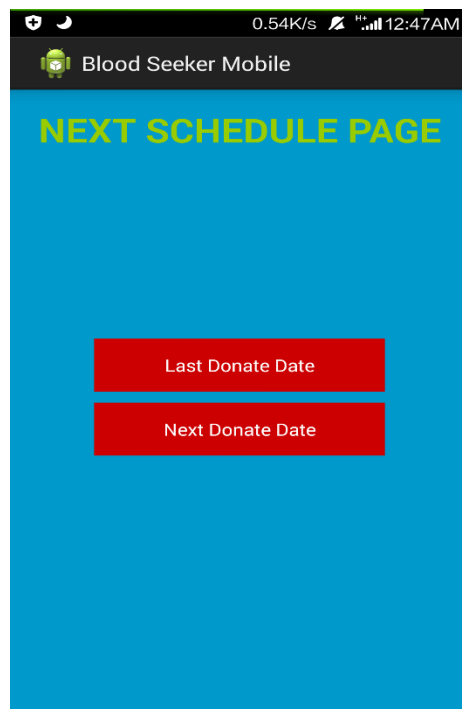 0.54K/s H+ 12:47AM
Blood Seeker Mobile
NEXT SCHEDULE PAGE
Last Donate Date
Next Donate Date